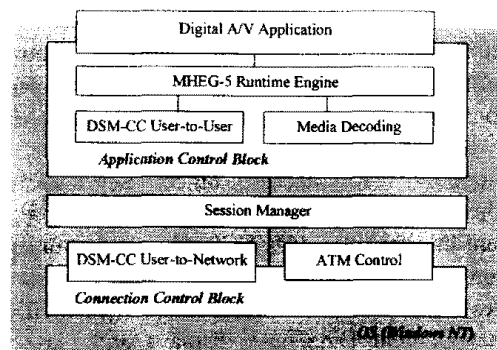 Digital A/V Application
MHEG-5 Runtime Engine
DSM-CC User-to-User
Media Decoding
Application Control Block
Session Manager
DSM-CC User-to-Network
ATM Control
Connection Control Block
OS (Windows NT)